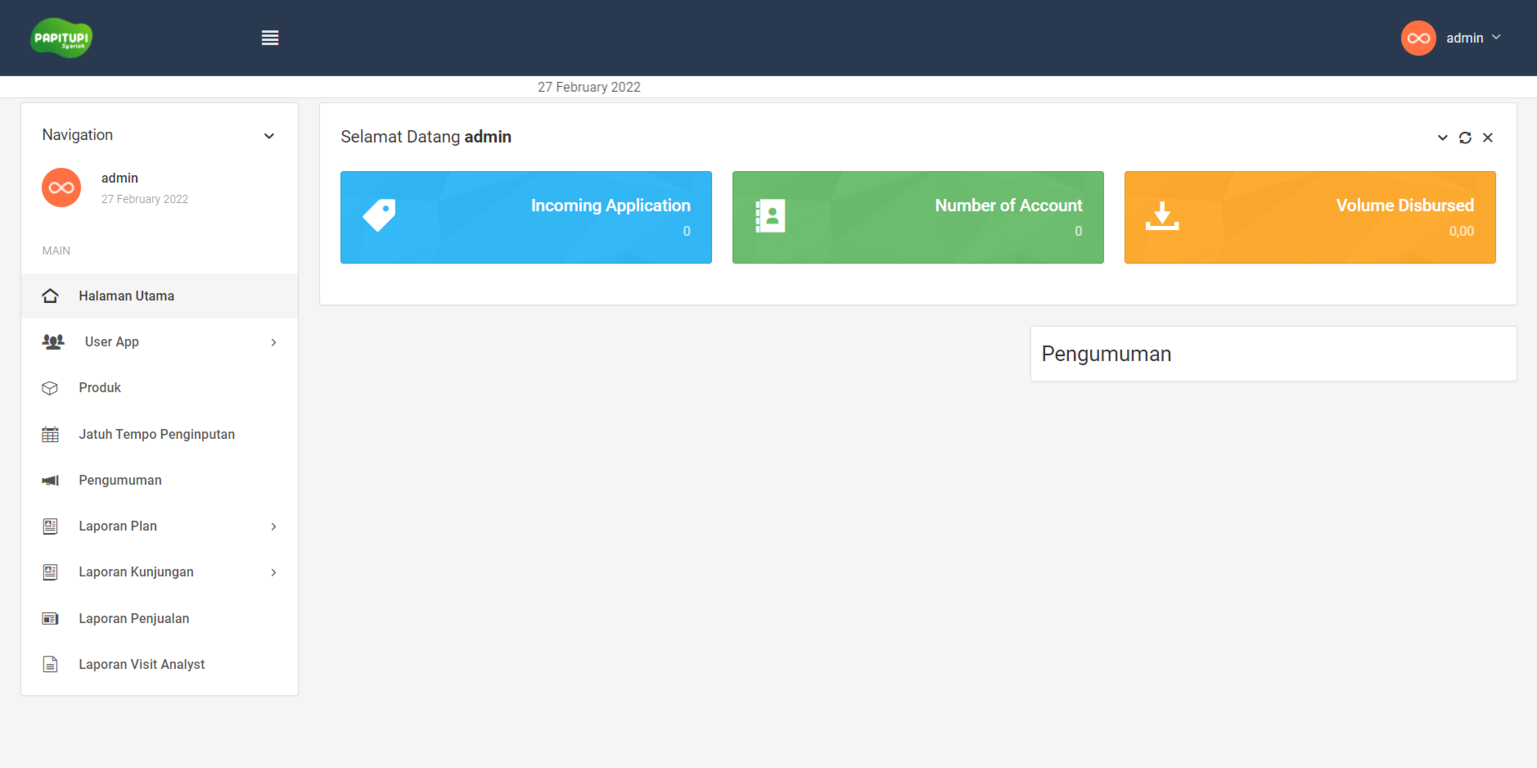 PAPITUPI
Syariah
admin
27 February 2022
Navigation
admin
27 February 2022
MAIN
Halaman Utama
User App
Produk
Jatuh Tempo Penginputan
Pengumuman
Laporan Plan
Laporan Kunjungan
Laporan Penjualan
Laporan Visit Analyst
Selamat Datang admin
Incoming Application
0
Number of Account
0
Volume Disbursed
0,00
Pengumuman